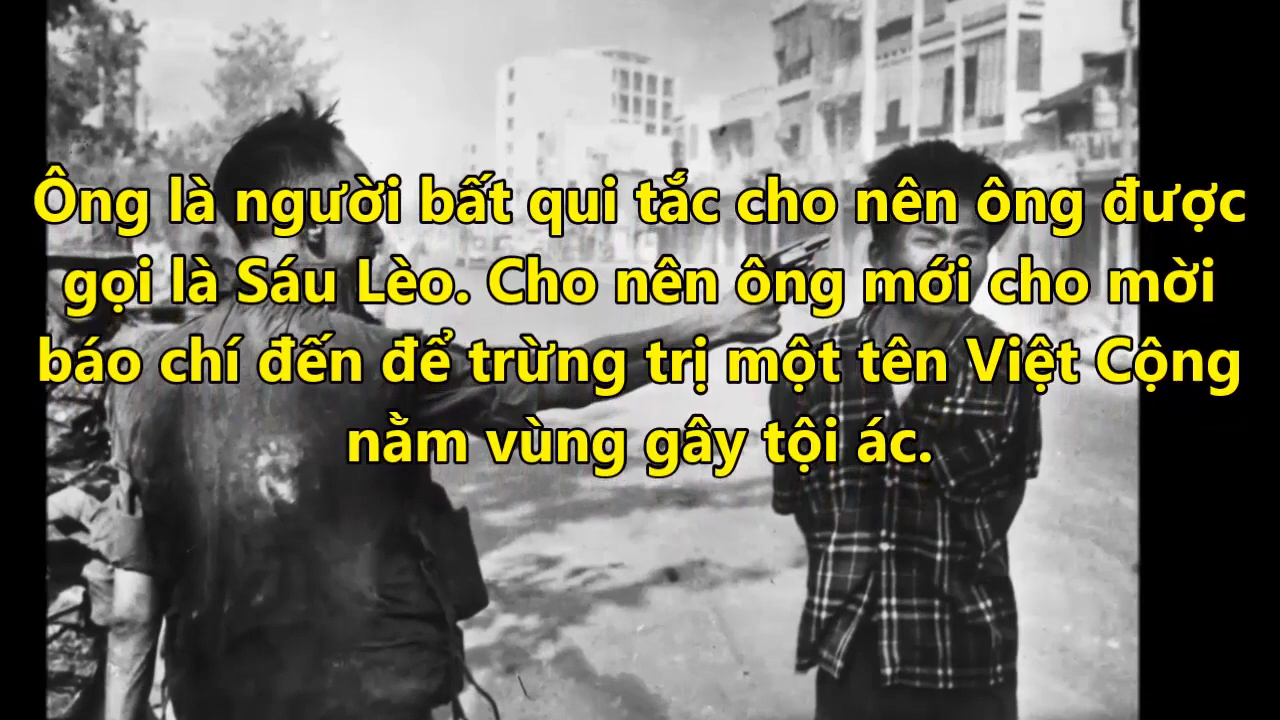 Ông là người bất qui tắc cho nên ông được
gọi là Sáu Lèo. Cho nên ông mới cho mời
báo chí đến để trừng trị một tên Việt Cộng
nằm vùng gây tội ác.